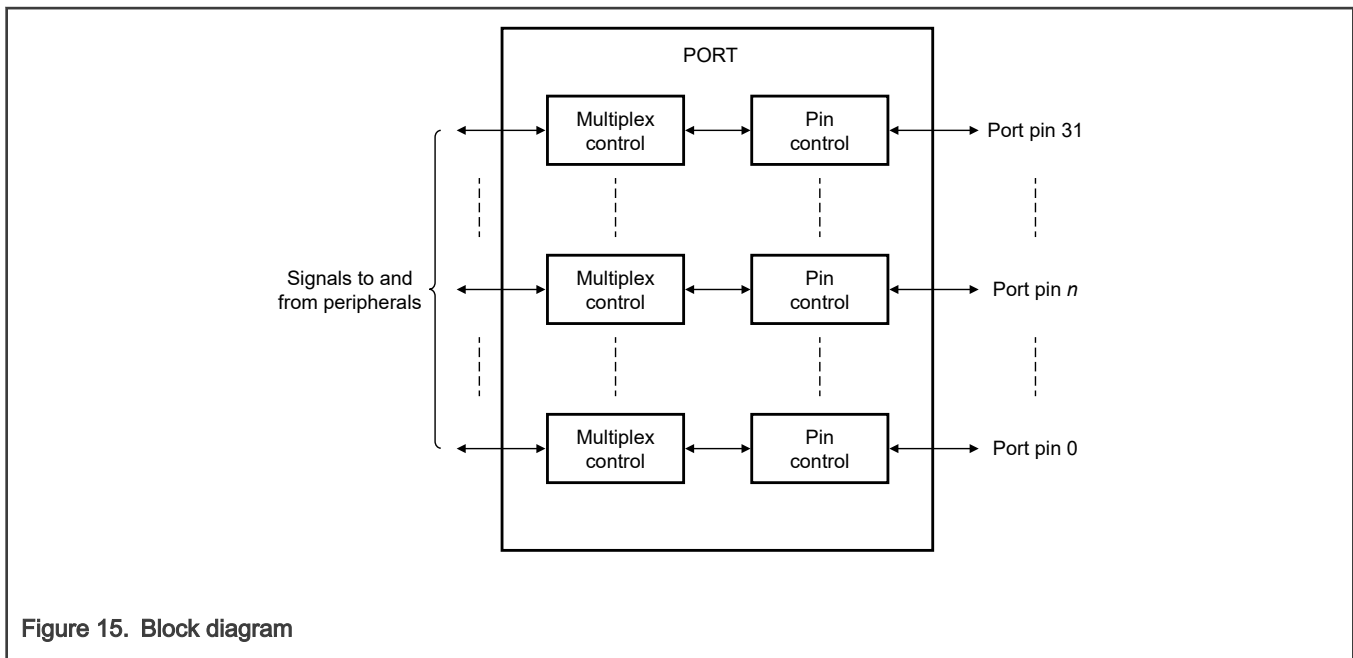 PORT
Multiplex
control
Pin
control
Port pin 31
Signals to and
from peripherals
Multiplex
control
Pin
control
Port pin n
Multiplex
control
Pin
control
Port pin 0
Figure 15. Block diagram